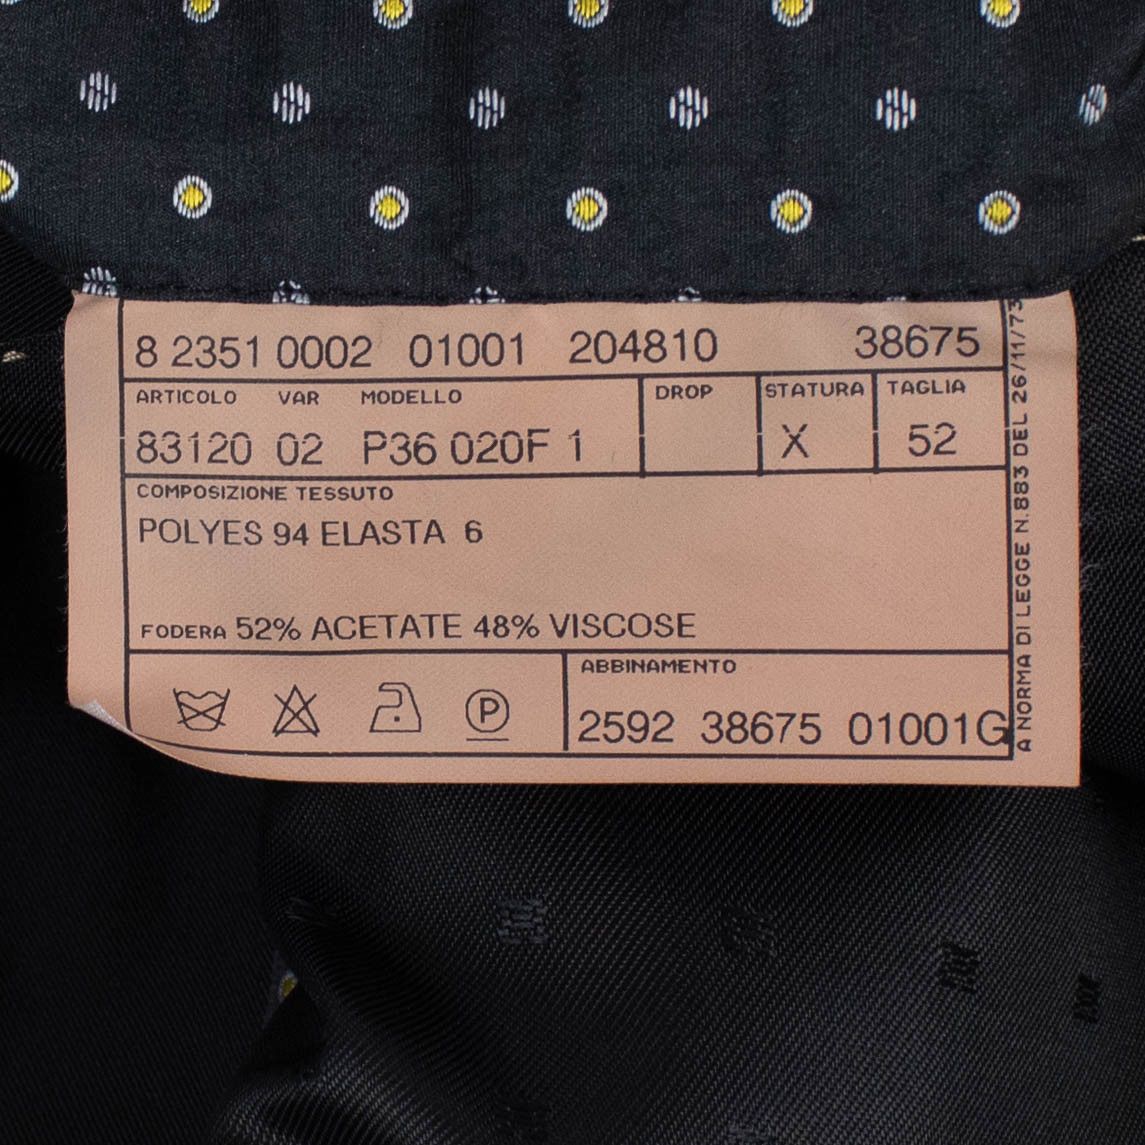 8 2351 0002 01001 204810 38675
ARTICOLO VAR MODELLO DROP STATURA TAGLIA
83120 02 P36 020F 1 X 52
COMPOSIZIONE TESSUTO
POLYES 94 ELASTA 6
FODERA 52% ACETATE 48% VISCOSE
ABBINAMENTO
P
2592 38675 01001G
A NORMA DI LEGGE N.883 DEL 26/11/73